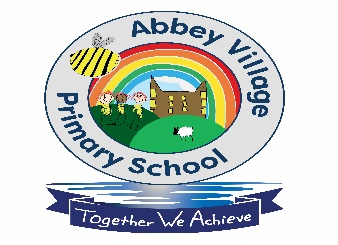 Abbey Village
Primary School
Together We Achieve